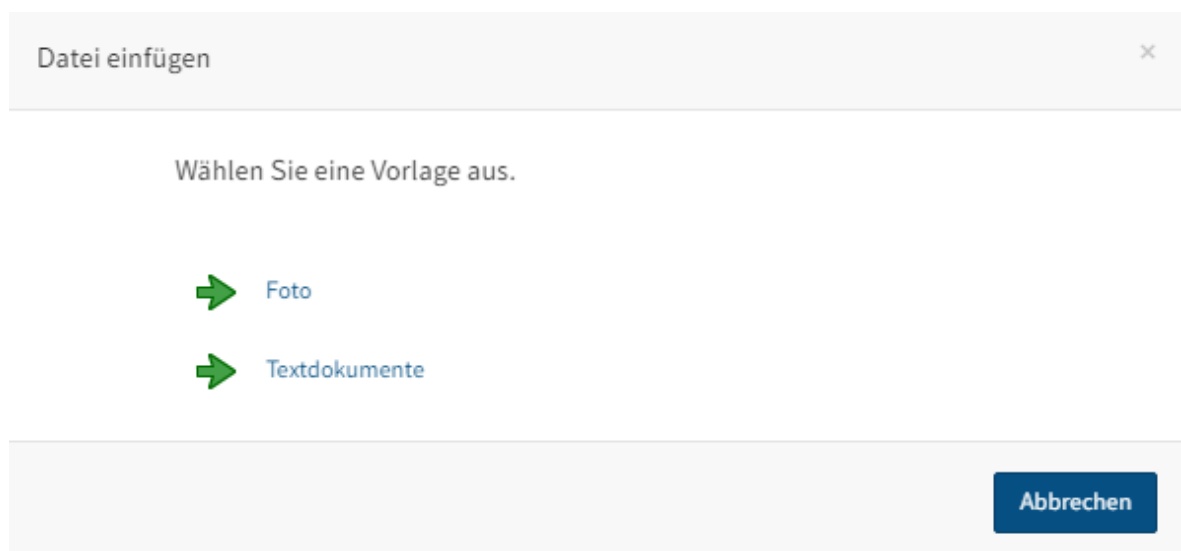 Datei einfügen ×
Wählen Sie eine Vorlage aus.
Foto
Textdokumente
Abbrechen